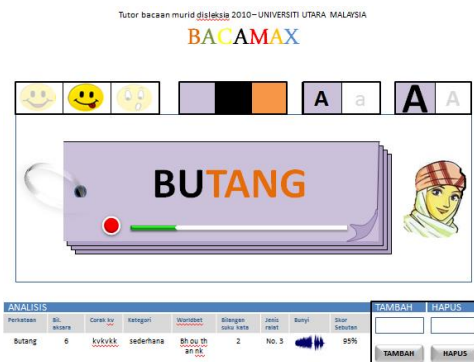 Tutor bacaan murid disleksia 2010– UNIVERSITI UTARA MALAYSIA
BACAMAX
A a A A
BUTANG
ANALISIS TAMBAH HAPUS
Perkataan Bil. aksara Corak kv Kategori Worldbet Bilangan suku kata Jenis ralat Bunyi Skor Sebutan
Butang 6 kvkvkk sederhana Bh ou th an nk 2 No. 3 95%
TAMBAH HAPUS